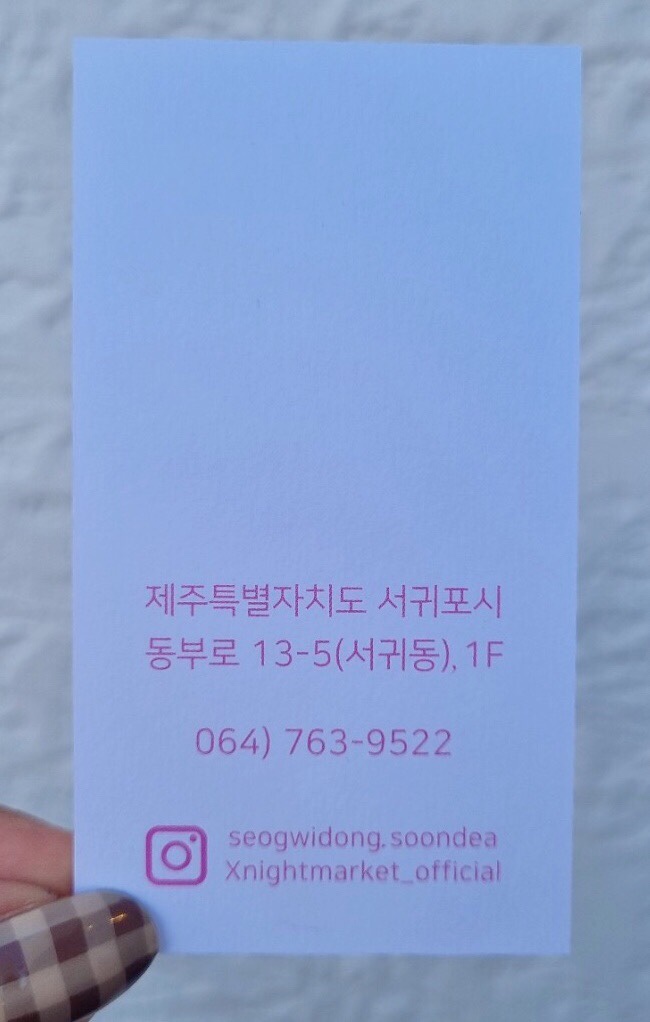 제주특별자치도 서귀포시
동부로 13-5(서귀동), 1F
064) 763-9522
seogwidong.soondea
Xnightmarket_official